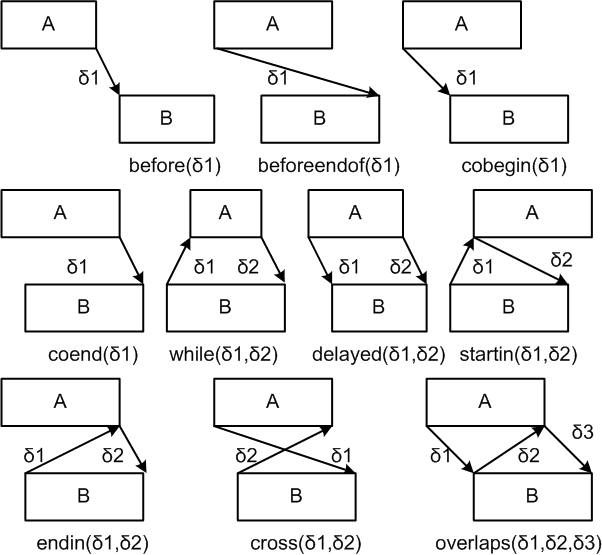 A A A
δ1 δ1 δ1
B B B
before(δ1) beforeendof(δ1) cobegin(δ1)
A A A A
δ1 δ1 δ2 δ1 δ2 δ1 δ2
B B B B
coend(δ1) while(δ1,δ2) delayed(δ1,δ2) startin(δ1,δ2)
A A A
δ1 δ2 δ2 δ1 δ1 δ2 δ3
B B B
endin(δ1,δ2) cross(δ1,δ2) overlaps(δ1,δ2,δ3)